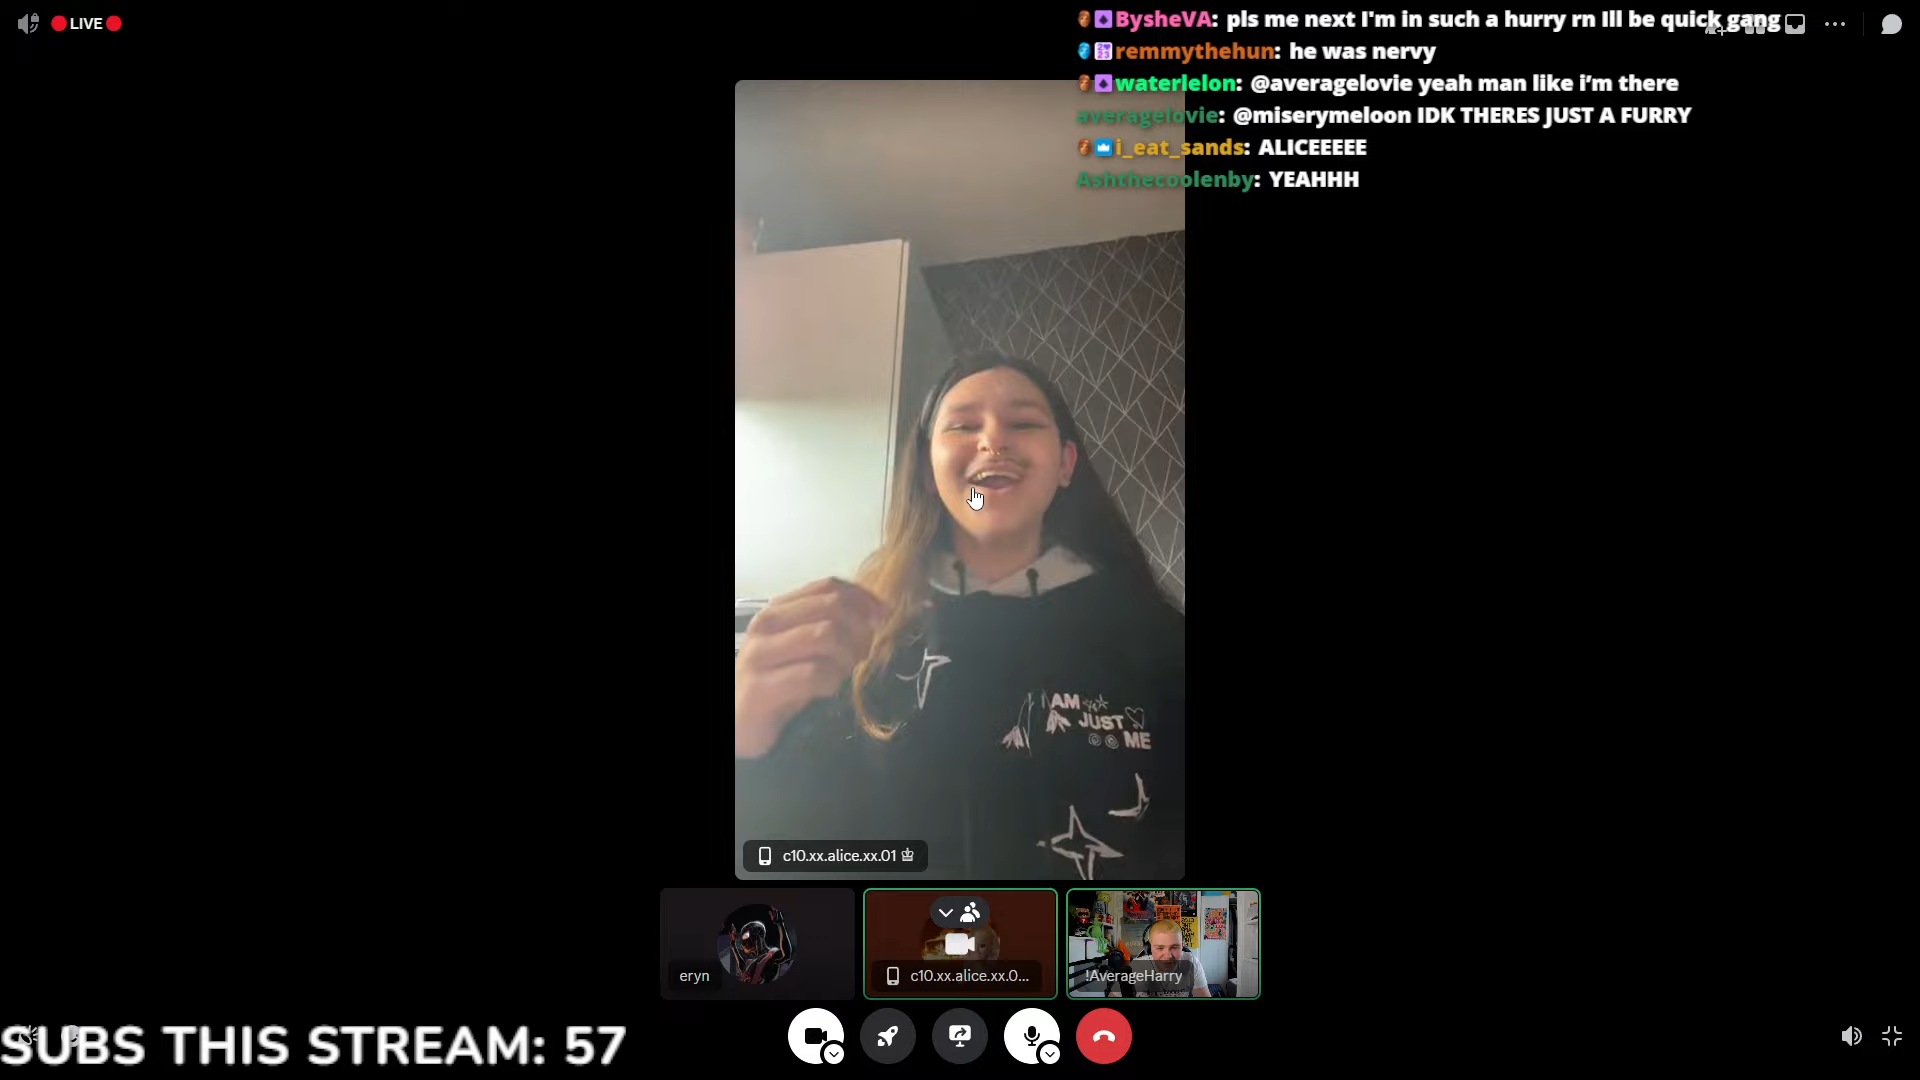 LIVE
BysheVA: pls me next I'm in such a hurry rn Ill be quick gang
remmythehun: he was nervy
waterlelon: @averagelovie yeah man like i'm there
averagelovie: @miserymeloon IDK THERES JUST A FURRY
i_eat_sands: ALICEEEEE
Ashthecoolenby: YEAHHH
I AM
JUST
ME
c10.xx.alice.xx.01
eryn
c10.xx.alice.xx.0...
!AverageHarry
SUBS THIS STREAM: 57